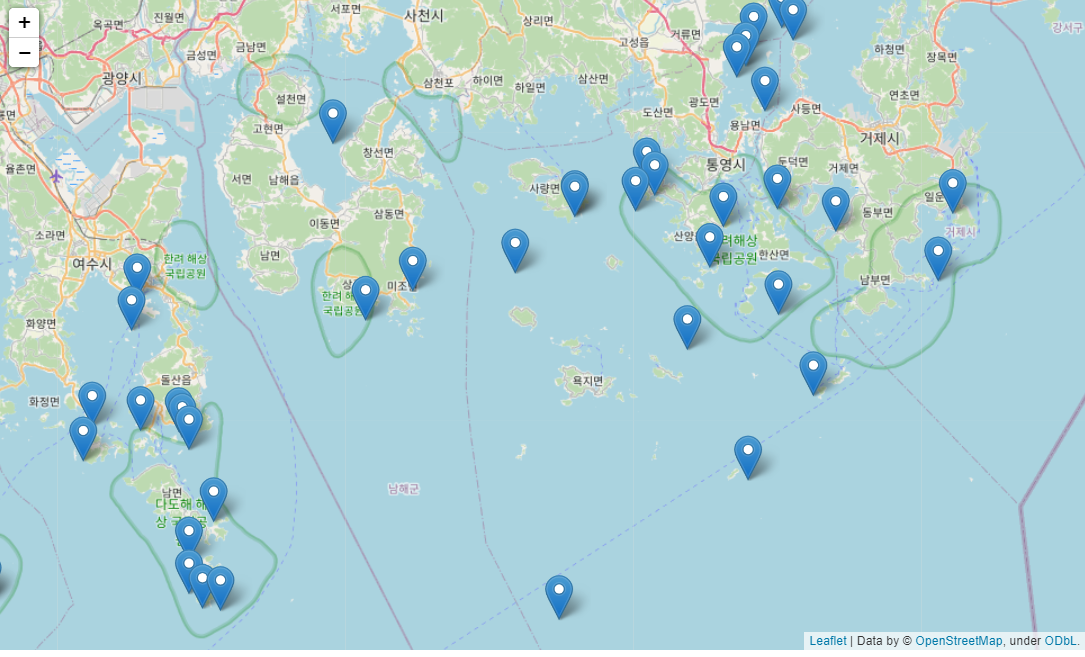 +
−
옥곡면
진월면
서포면
사천시
상리면
금남면
금성면
고성읍
거류면
하청면
장목면
강서구
광양시
설천면
삼천포
하이면
하일면
삼산면
연초면
도산면
광도면
사등면
고현면
용남면
거제시
율촌면
창선면
통영시
둔덕면
거제면
서면
남해읍
사량면
일운
삼동면
동부면
이동면
소라면
거제시
산양
려해상
국립공원
한산면
남면
여수시
한려 해상
국립공원
남부면
상
미조
한려 해
국립공
화양면
돌산읍
욕지면
화정면
남해군
남면
다도해 해
상 국
공
Leaflet | Data by © OpenStreetMap, under ODbL.